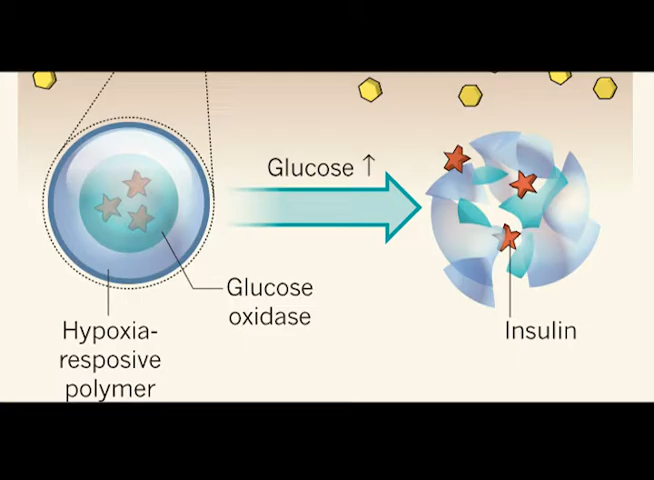 Glucose ↑
Glucose
oxidase
Hypoxia-
resposive
polymer
Insulin